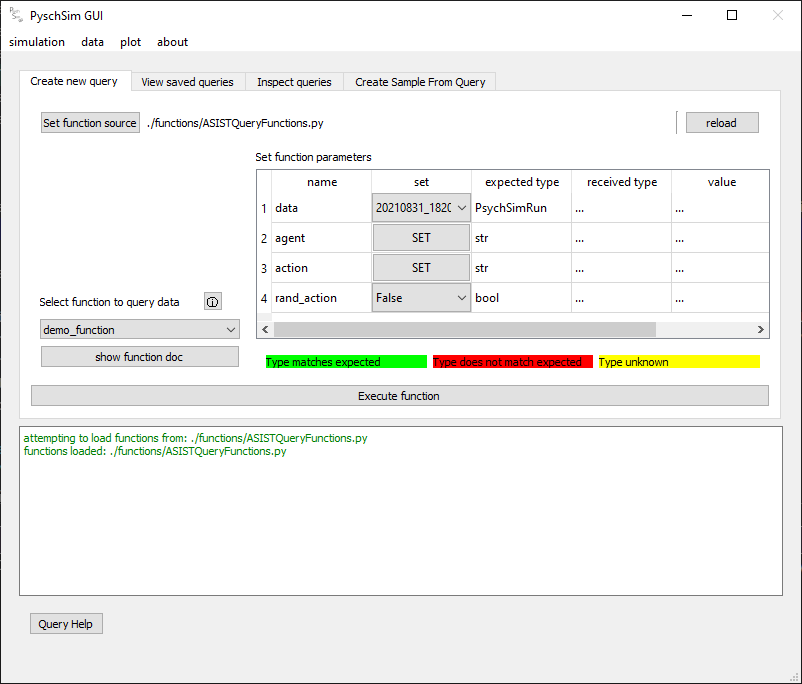 PyschSim GUI
simulation data plot about
Create new query View saved queries Inspect queries Create Sample From Query
Set function source ./functions/ASISTQueryFunctions.py reload
Set function parameters
name set expected type received type value
1 data 20210831_1820 PsychSimRun ... ...
2 agent SET str ... ...
3 action SET str ... ...
4 rand_action False bool ... ...
Select function to query data
demo_function
show function doc
Type matches expected Type does not match expected Type unknown
Execute function
attempting to load functions from: ./functions/ASISTQueryFunctions.py
functions loaded: ./functions/ASISTQueryFunctions.py
Query Help